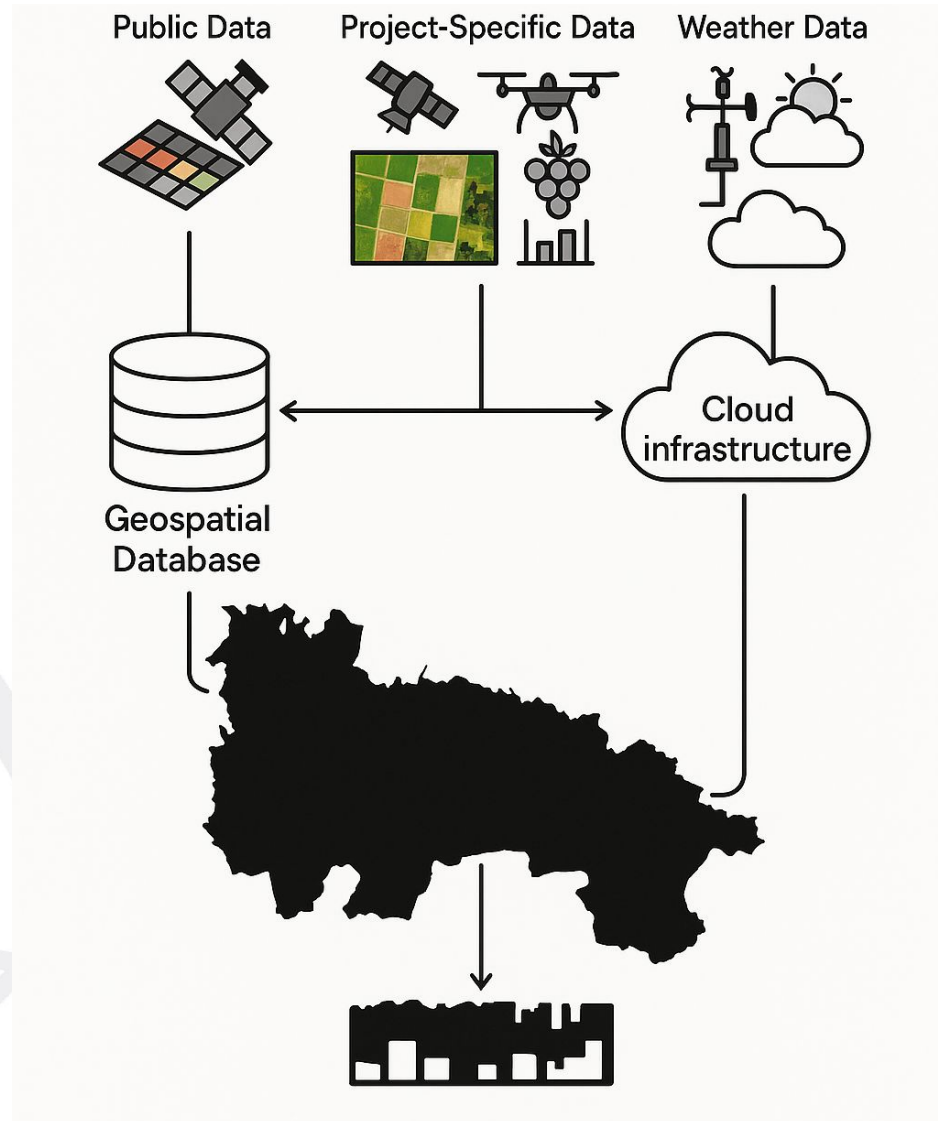 Public Data
Project-Specific Data
Weather Data
Cloud
infrastructure
Geospatial
Database